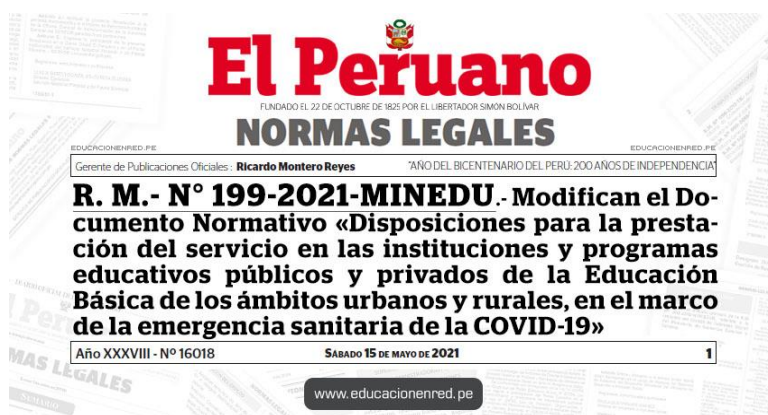 El Peruano
FUNDADO EL 22 DE OCTUBRE DE 1825 POR EL LIBERTADOR SIMÓN BOLÍVAR
NORMAS LEGALES
EDUCACIONENRED.PE EDUCACIONENRED.PE
Gerente de Publicaciones Oficiales : Ricardo Montero Reyes "AÑO DEL BICENTENARIO DEL PERÚ: 200 AÑOS DE INDEPENDENCIA"
R. M.- N° 199-2021-MINEDU.- Modifican el Do-
cumento Normativo «Disposiciones para la presta-
ción del servicio en las instituciones y programas
educativos públicos y privados de la Educación
Básica de los ámbitos urbanos y rurales, en el marco
de la emergencia sanitaria de la COVID-19»
Año XXXVIII - Nº 16018 SÁBADO 15 DE MAYO DE 2021 1
MAS LEGALES
www.educacionenred.pe